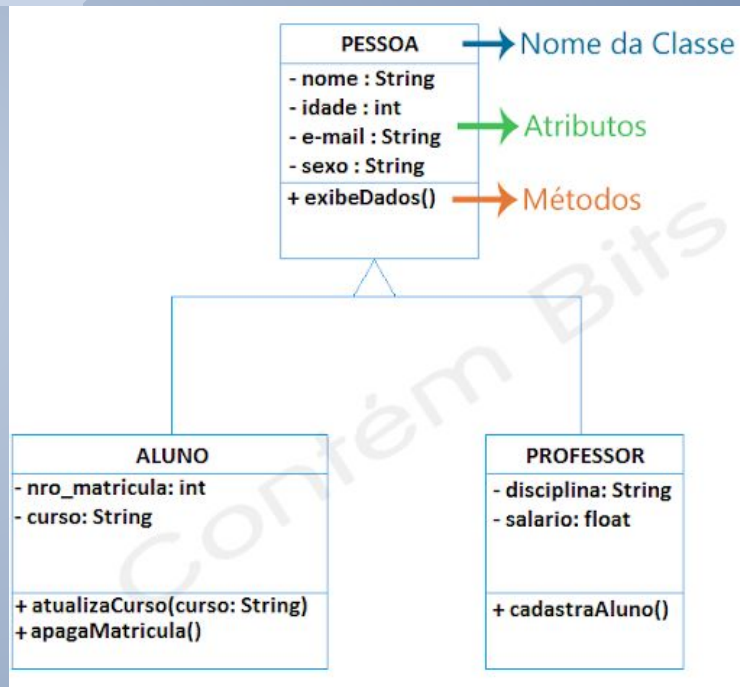 PESSOA
Nome da Classe
- nome : String
- idade : int
- e-mail : String
- sexo : String
Atributos
+ exibeDados()
Métodos
Contém Bits
ALUNO
- nro_matricula: int
- curso: String
+ atualizaCurso(curso: String)
+ apagaMatricula()
PROFESSOR
- disciplina: String
- salario: float
+ cadastraAluno()